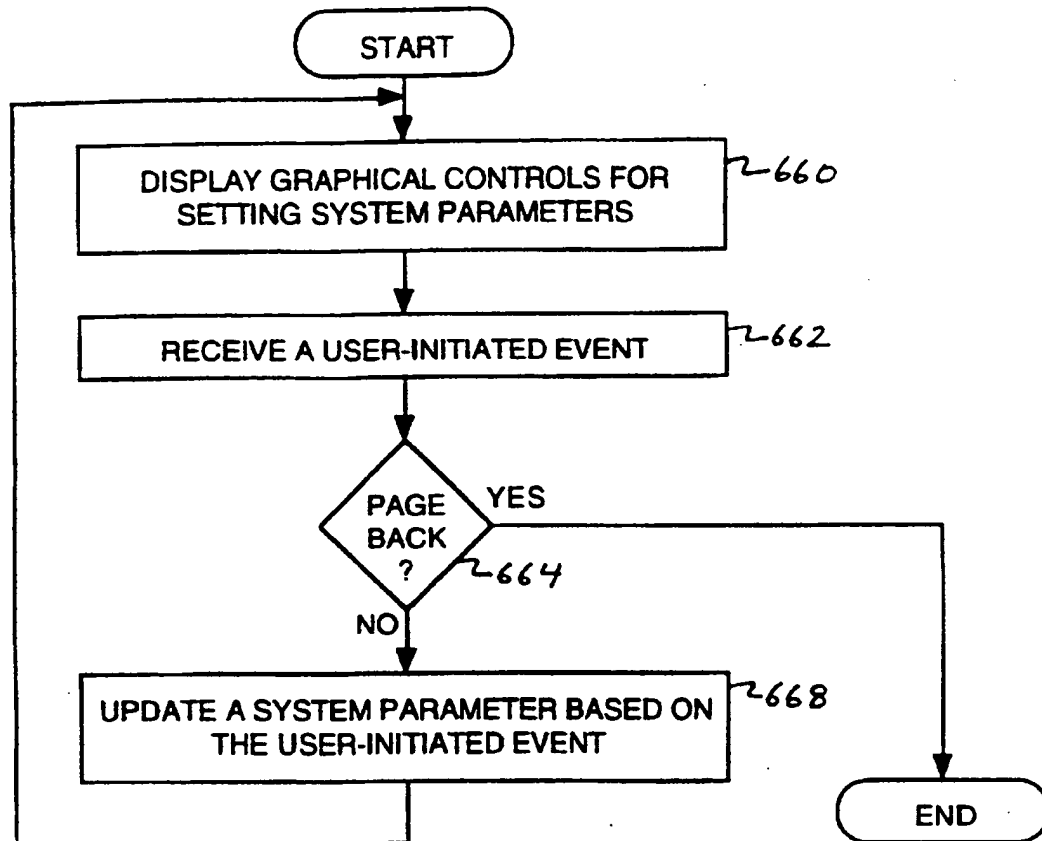 START
DISPLAY GRAPHICAL CONTROLS FOR
SETTING SYSTEM PARAMETERS
660
RECEIVE A USER-INITIATED EVENT
662
PAGE
BACK
?
YES
664
NO
UPDATE A SYSTEM PARAMETER BASED ON
THE USER-INITIATED EVENT
668
END